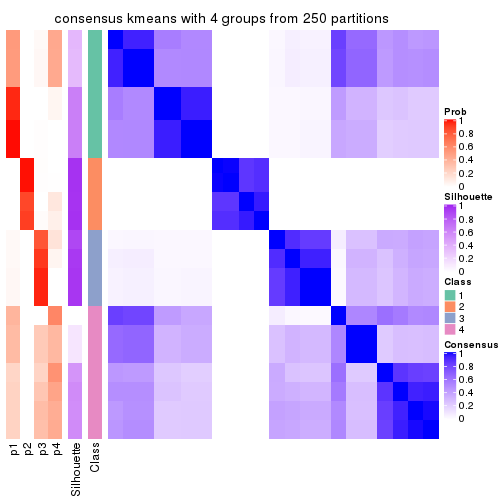 consensus kmeans with 4 groups from 250 partitions
p1
p2
p3
p4
Silhouette
Class
Prob
1
0.8
0.6
0.4
0.2
0
Silhouette
1
0.8
0.6
0.4
0.2
0
Class
1
2
3
4
Consensus
1
0.8
0.6
0.4
0.2
0